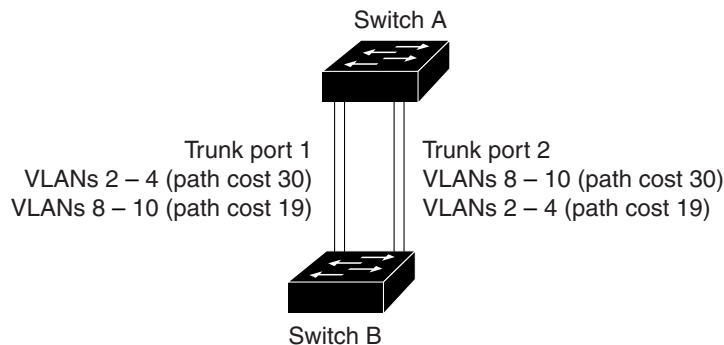 Switch A
Trunk port 1
VLANs 2 – 4 (path cost 30)
VLANs 8 – 10 (path cost 19)
Trunk port 2
VLANs 8 – 10 (path cost 30)
VLANs 2 – 4 (path cost 19)
Switch B